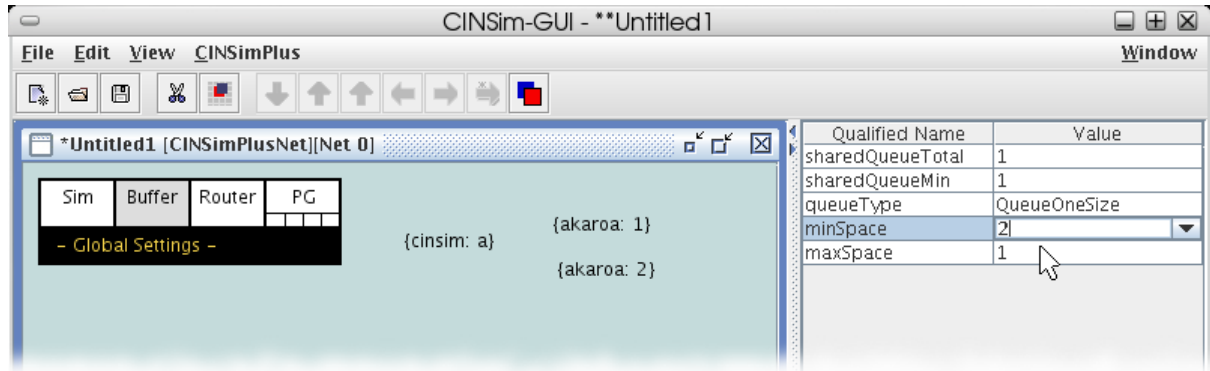 CINSim-GUI - **Untitled1
File Edit View CINSimPlus Window
*Untitled1 [CINSimPlusNet][Net 0]
Sim Buffer Router PG
- Global Settings -
{cinsim: a}
{akaroa: 1}
{akaroa: 2}
Qualified Name Value
sharedQueueTotal 1
sharedQueueMin 1
queueType QueueOneSize
minSpace 2
maxSpace 1